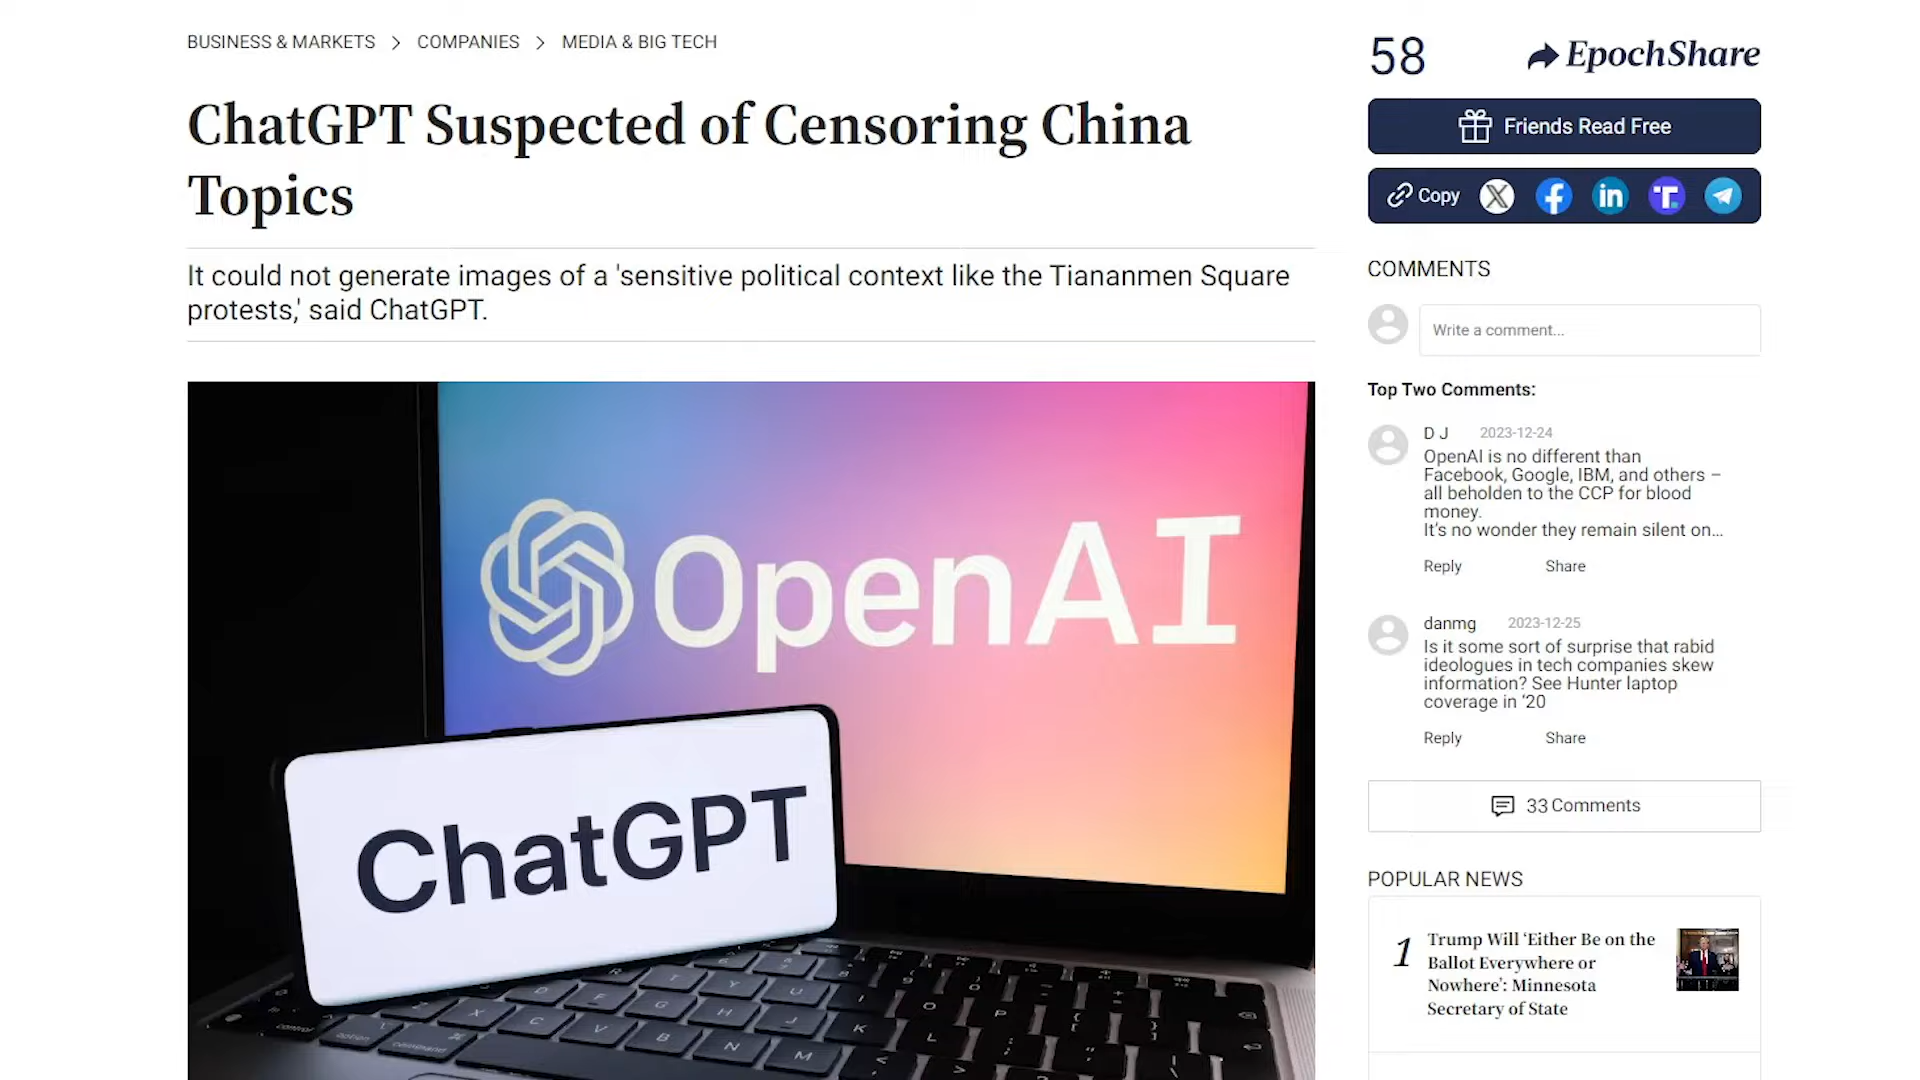 BUSINESS & MARKETS > COMPANIES > MEDIA & BIG TECH
ChatGPT Suspected of Censoring China
Topics
It could not generate images of a 'sensitive political context like the Tiananmen Square
protests,' said ChatGPT.
OpenAI
ChatGPT
control
option
command
58
EpochShare
Friends Read Free
Copy
COMMENTS
Write a comment...
Top Two Comments:
D J 2023-12-24
OpenAI is no different than
Facebook, Google, IBM, and others –
all beholden to the CCP for blood
money.
It's no wonder they remain silent on...
Reply Share
danmg 2023-12-25
Is it some sort of surprise that rabid
ideologues in tech companies skew
information? See Hunter laptop
coverage in '20
Reply Share
33 Comments
POPULAR NEWS
1
Trump Will 'Either Be on the
Ballot Everywhere or
Nowhere': Minnesota
Secretary of State